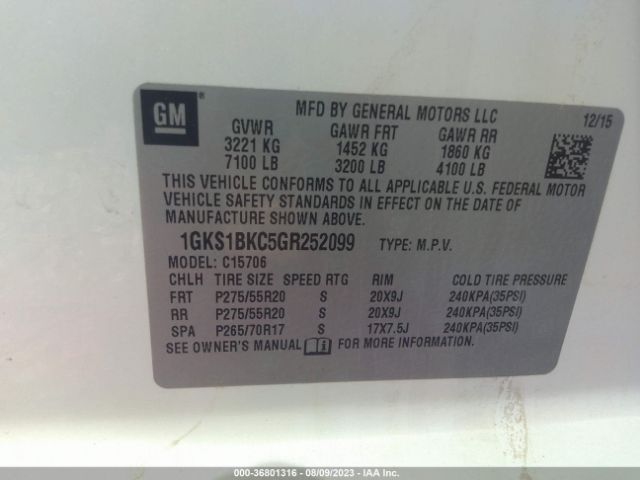 GM ®
MFD BY GENERAL MOTORS LLC 12/15
GVWR GAWR FRT GAWR RR
3221 KG 1452 KG 1860 KG
7100 LB 3200 LB 4100 LB
THIS VEHICLE CONFORMS TO ALL APPLICABLE U.S. FEDERAL MOTOR
VEHICLE SAFETY STANDARDS IN EFFECT ON THE DATE OF
MANUFACTURE SHOWN ABOVE.
1GKS1BKC5GR252099 TYPE: M.P.V.
MODEL: C15706
CHLH TIRE SIZE SPEED RTG RIM COLD TIRE PRESSURE
FRT P275/55R20 S 20X9J 240KPA(35PSI)
RR P275/55R20 S 20X9J 240KPA(35PSI)
SPA P265/70R17 S 17X7.5J 240KPA(35PSI)
SEE OWNER'S MANUAL i FOR MORE INFORMATION.
000-36801316 - 08/09/2023 - IAA Inc.